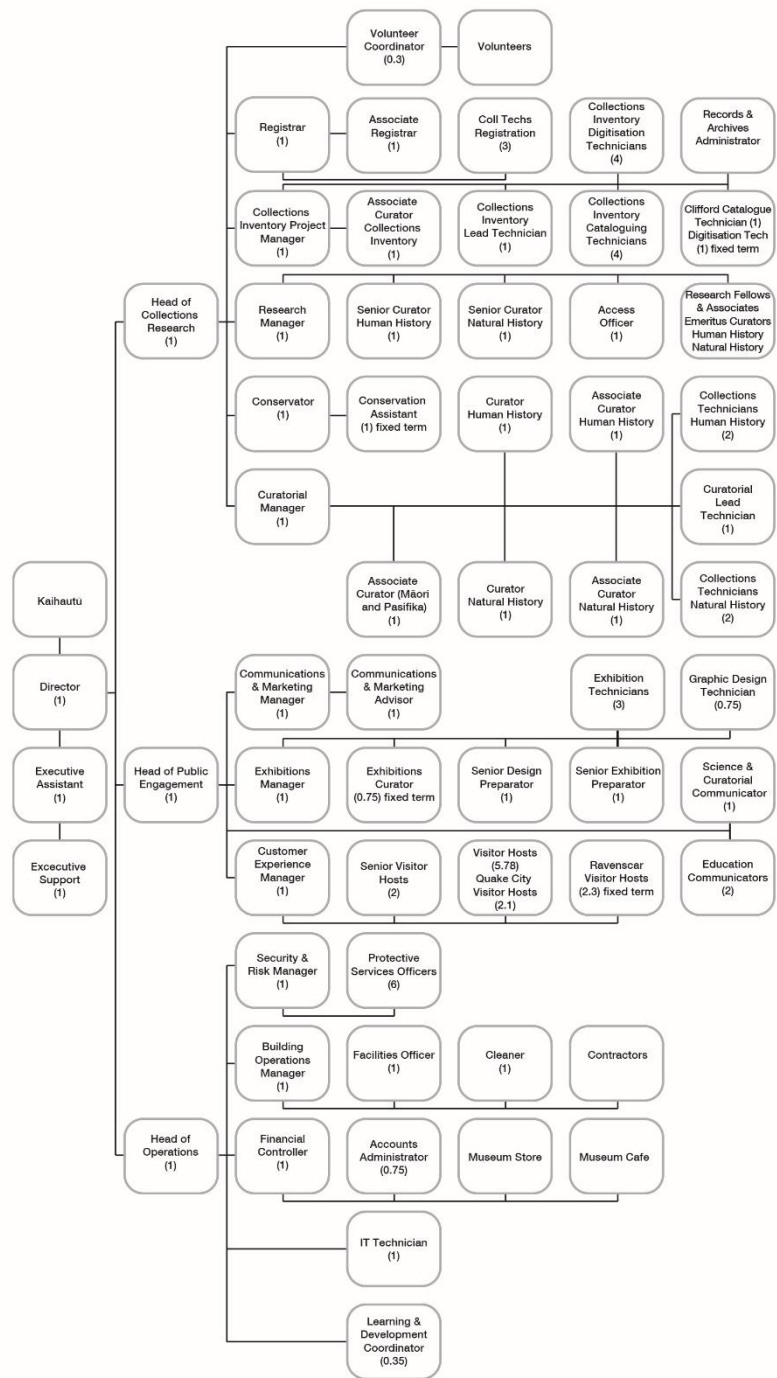 Volunteer
Coordinator
(0.3)
Volunteers
Registrar
(1)
Associate
Registrar
(1)
Coll Techs
Registration
(3)
Collections
Inventory
Digitisation
Technicians
(4)
Records &
Archives
Administrator
Collections
Inventory Project
Manager
(1)
Associate
Curator
Collections
Inventory
(1)
Collections
Inventory
Lead Technician
(1)
Collections
Inventory
Cataloguing
Technicians
(4)
Clifford Catalogue
Technician (1)
Digitisation Tech
(1) fixed term
Head of
Collections
Research
(1)
Research
Manager
(1)
Senior Curator
Human History
(1)
Senior Curator
Natural History
(1)
Access
Officer
(1)
Research Fellows
& Associates
Emeritus Curators
Human History
Natural History
Conservator
(1)
Conservation
Assistant
(1) fixed term
Curator
Human History
(1)
Associate
Curator
Human History
(1)
Collections
Technicians
Human History
(2)
Curatorial
Manager
(1)
Curatorial
Lead
Technician
(1)
Associate
Curator (Māori
and Pasifika)
(1)
Curator
Natural History
(1)
Associate
Curator
Natural History
(1)
Collections
Technicians
Natural History
(2)
Kaihautū
Director
(1)
Executive
Assistant
(1)
Excecutive
Support
(1)
Communications
& Marketing
Manager
(1)
Communications
& Marketing
Advisor
(1)
Exhibition
Technicians
(3)
Graphic Design
Technician
(0.75)
Head of Public
Engagement
(1)
Exhibitions
Manager
(1)
Exhibitions
Curator
(0.75) fixed term
Senior Design
Preparator
(1)
Senior Exhibition
Preparator
(1)
Science &
Curatorial
Communicator
(1)
Customer
Experience
Manager
(1)
Senior Visitor
Hosts
(2)
Visitor Hosts
(5.78)
Quake City
Visitor Hosts
(2.1)
Ravenscar
Visitor Hosts
(2.3) fixed term
Education
Communicators
(2)
Security &
Risk Manager
(1)
Protective
Services Officers
(6)
Building
Operations
Manager
(1)
Facilities Officer
(1)
Cleaner
(1)
Contractors
Head of
Operations
(1)
Financial
Controller
(1)
Accounts
Administrator
(0.75)
Museum Store
Museum Cafe
IT Technician
(1)
Learning &
Development
Coordinator
(0.35)